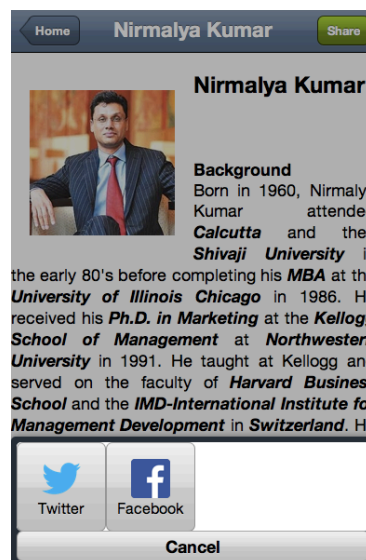 Home
Nirmalya Kumar
Share
Nirmalya Kumar
Background
Born in 1960, Nirmaly
Kumar attende
Calcutta and the
Shivaji University i
the early 80's before completing his MBA at th
University of Illinois Chicago in 1986. H
received his Ph.D. in Marketing at the Kellog
School of Management at Northwester
University in 1991. He taught at Kellogg an
served on the faculty of Harvard Busines
School and the IMD-International Institute fo
Management Development in Switzerland. H
Twitter
Facebook
Cancel